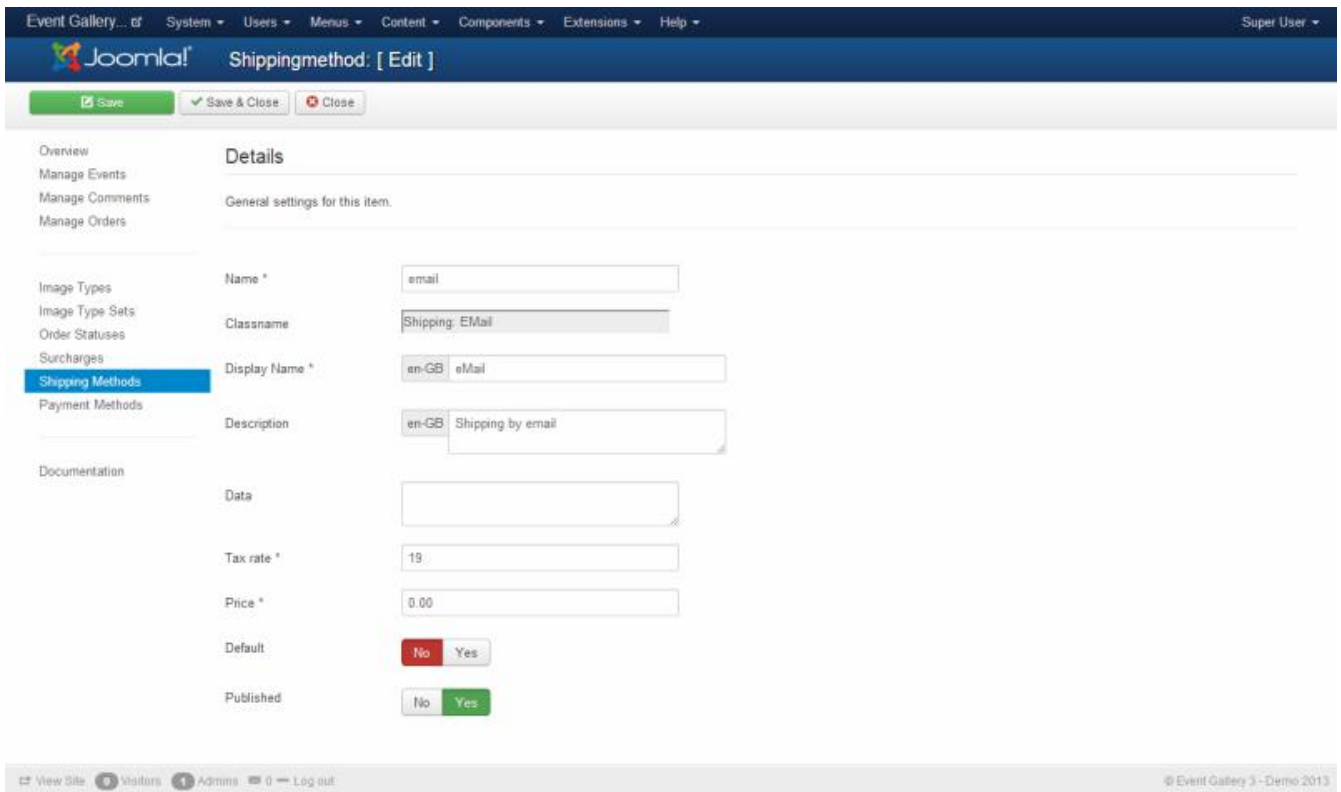 Event Gallery... System Users Menus Content Components Extensions Help Super User
Joomla! Shippingmethod: [ Edit ]
Save Save & Close Close
Overview
Manage Events
Manage Comments
Manage Orders
Image Types
Image Type Sets
Order Statuses
Surcharges
Shipping Methods
Payment Methods
Documentation
Details
General settings for this item.
Name * email
Classname Shipping: EMail
Display Name * en-GB eMail
Description en-GB Shipping by email
Data
Tax rate * 19
Price * 0.00
Default No Yes
Published No Yes
View Site 0 Visitors 1 Admins 0 Log out © Event Gallery 3 - Demo 2013